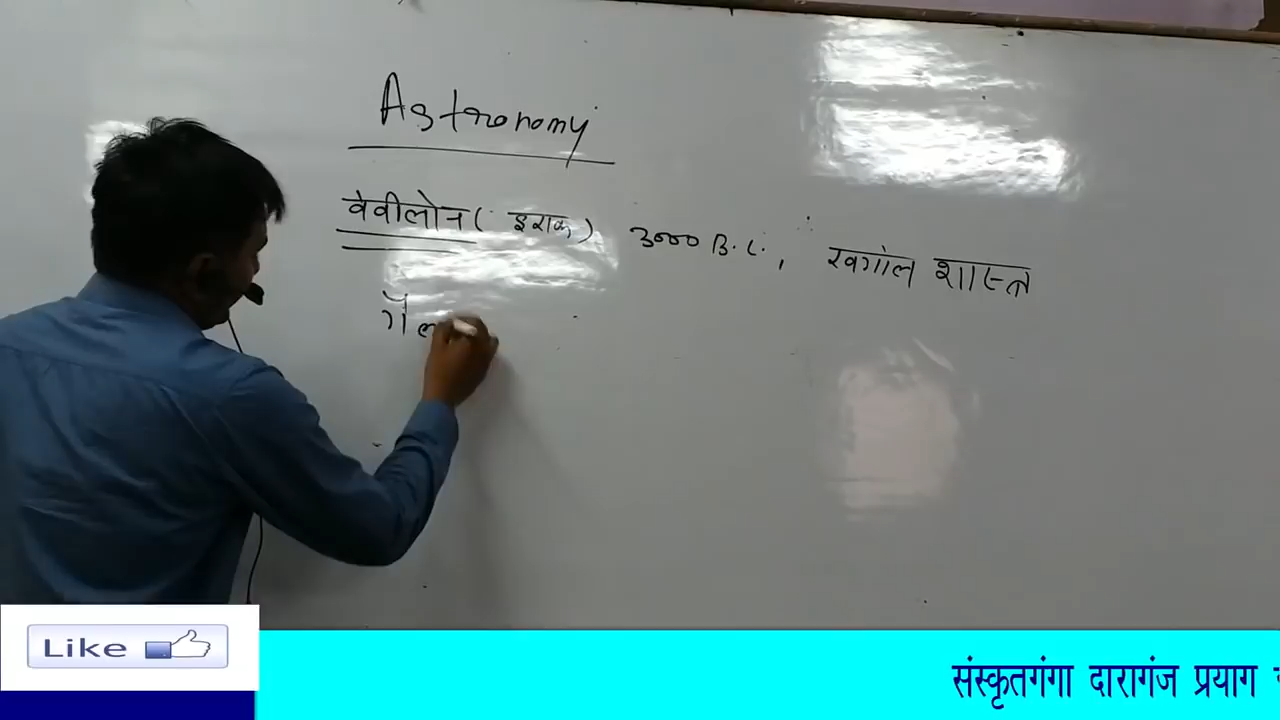 Astronomy
वेवीलोन ( इराक ) 3000 B.C., खगोल शास्त्र
गैल
Like
संस्कृतगंगा दारागंज प्रयाग